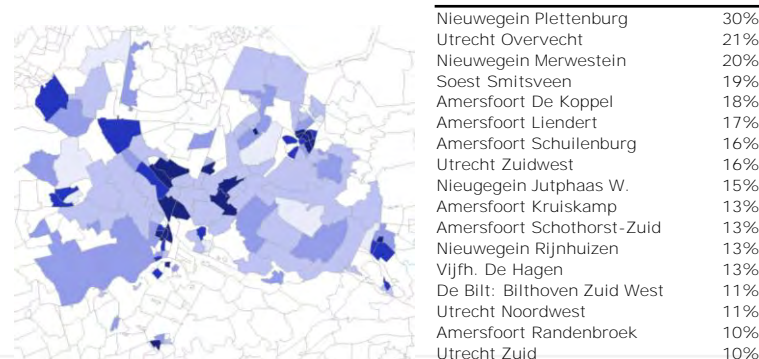 Nieuwegein Plettenburg 30%
Utrecht Overvecht 21%
Nieuwegein Merwestein 20%
Soest Smitsveen 19%
Amersfoort De Koppel 18%
Amersfoort Liendert 17%
Amersfoort Schuilenburg 16%
Utrecht Zuidwest 16%
Nieugegein Jutphaas W. 15%
Amersfoort Kruiskamp 13%
Amersfoort Schothorst-Zuid 13%
Nieuwegein Rijnhuizen 13%
Vijfh. De Hagen 13%
De Bilt: Bilthoven Zuid West 11%
Utrecht Noordwest 11%
Amersfoort Randenbroek 10%
Utrecht Zuid 10%